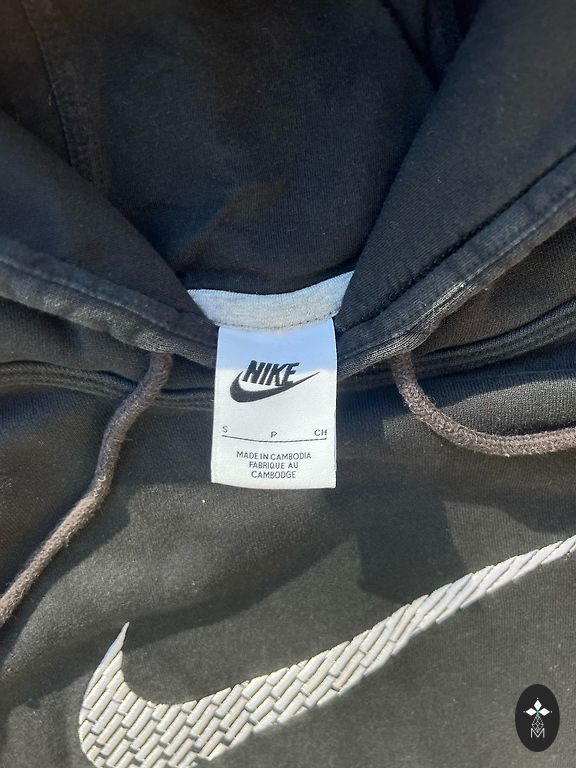 NIKE
S P CH
MADE IN CAMBODIA
FABRIQUE AU
CAMBODGE
M